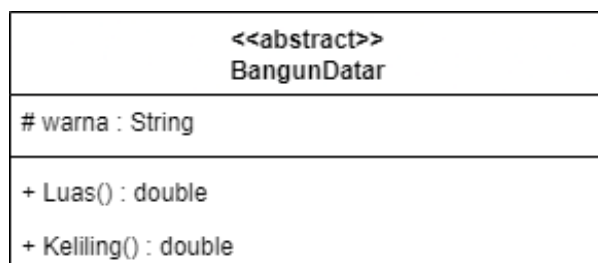 <<abstract>>
BangunDatar
# warna : String
+ Luas() : double
+ Keliling() : double